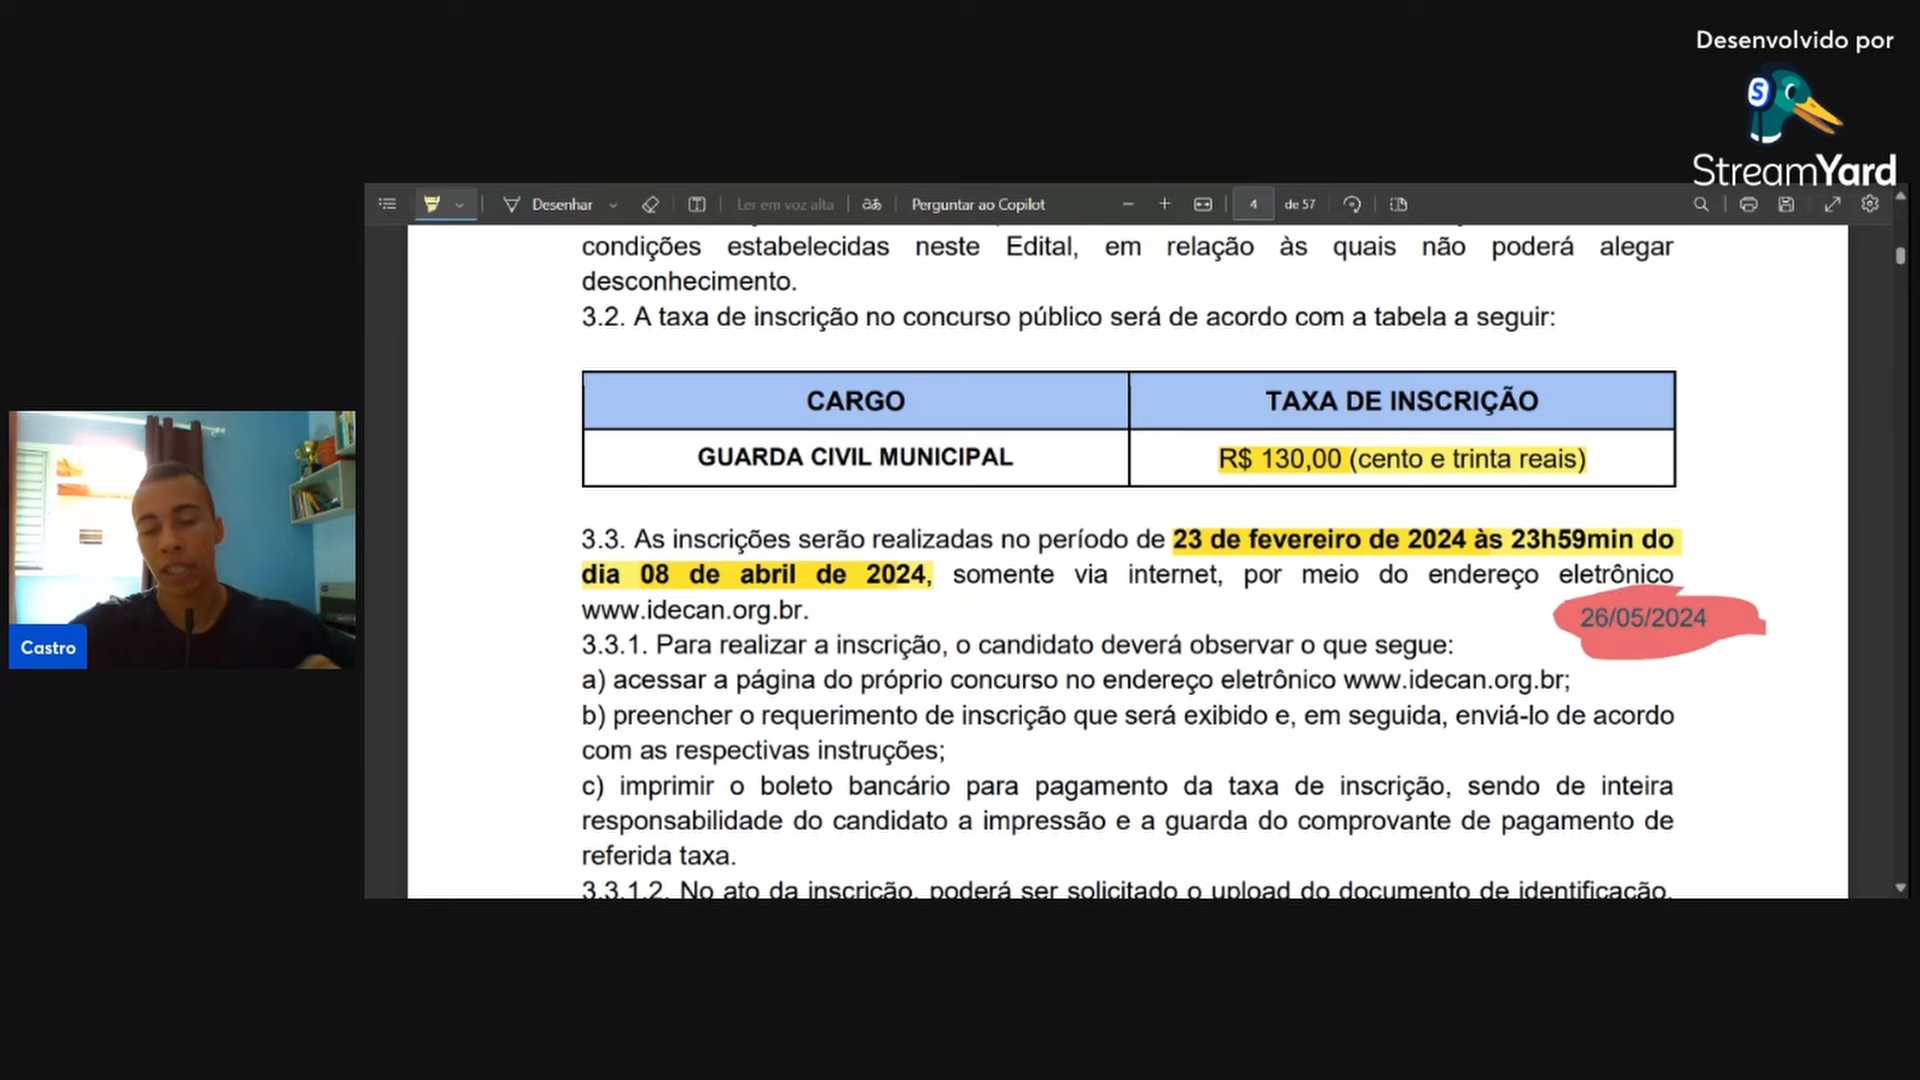 Desenvolvido por
StreamYard
Desenhar
Ler em voz alta
aあ
Perguntar ao Copilot
4
de 57
condições estabelecidas neste Edital, em relação às quais não poderá alegar
desconhecimento.
3.2. A taxa de inscrição no concurso público será de acordo com a tabela a seguir:
CARGO
TAXA DE INSCRIÇÃO
GUARDA CIVIL MUNICIPAL
R$ 130,00 (cento e trinta reais)
3.3. As inscrições serão realizadas no período de 23 de fevereiro de 2024 às 23h59min do
dia 08 de abril de 2024, somente via internet, por meio do endereço eletrônico
www.idecan.org.br.
26/05/2024
3.3.1. Para realizar a inscrição, o candidato deverá observar o que segue:
a) acessar a página do próprio concurso no endereço eletrônico www.idecan.org.br;
b) preencher o requerimento de inscrição que será exibido e, em seguida, enviá-lo de acordo
com as respectivas instruções;
c) imprimir o boleto bancário para pagamento da taxa de inscrição, sendo de inteira
responsabilidade do candidato a impressão e a guarda do comprovante de pagamento de
referida taxa.
3.3.1.2. No ato da inscrição, poderá ser solicitado o upload do documento de identificação,
Castro